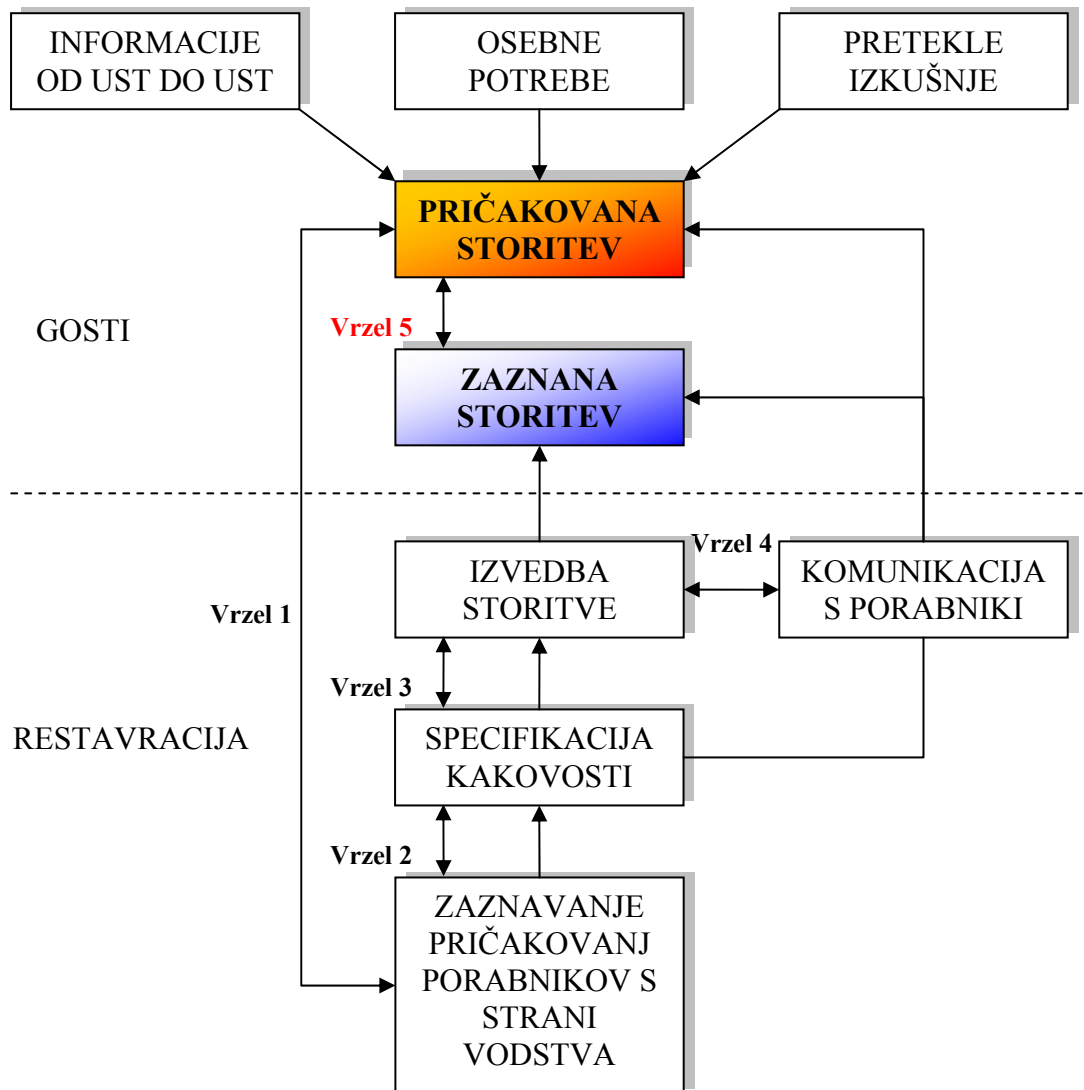 INFORMACIJE
OD UST DO UST
OSEBNE
POTREBE
PRETEKLE
IZKUŠNJE
PRIČAKOVANA
STORITEV
Vrzel 5
GOSTI
ZAZNANA
STORITEV
Vrzel 4
IZVEDBA
STORITVE
KOMUNIKACIJA
S PORABNIKI
Vrzel 1
Vrzel 3
RESTAVRACIJA
SPECIFIKACIJA
KAKOVOSTI
Vrzel 2
ZAZNAVANJE
PRIČAKOVANJ
PORABNIKOV S
STRANI
VODSTVA